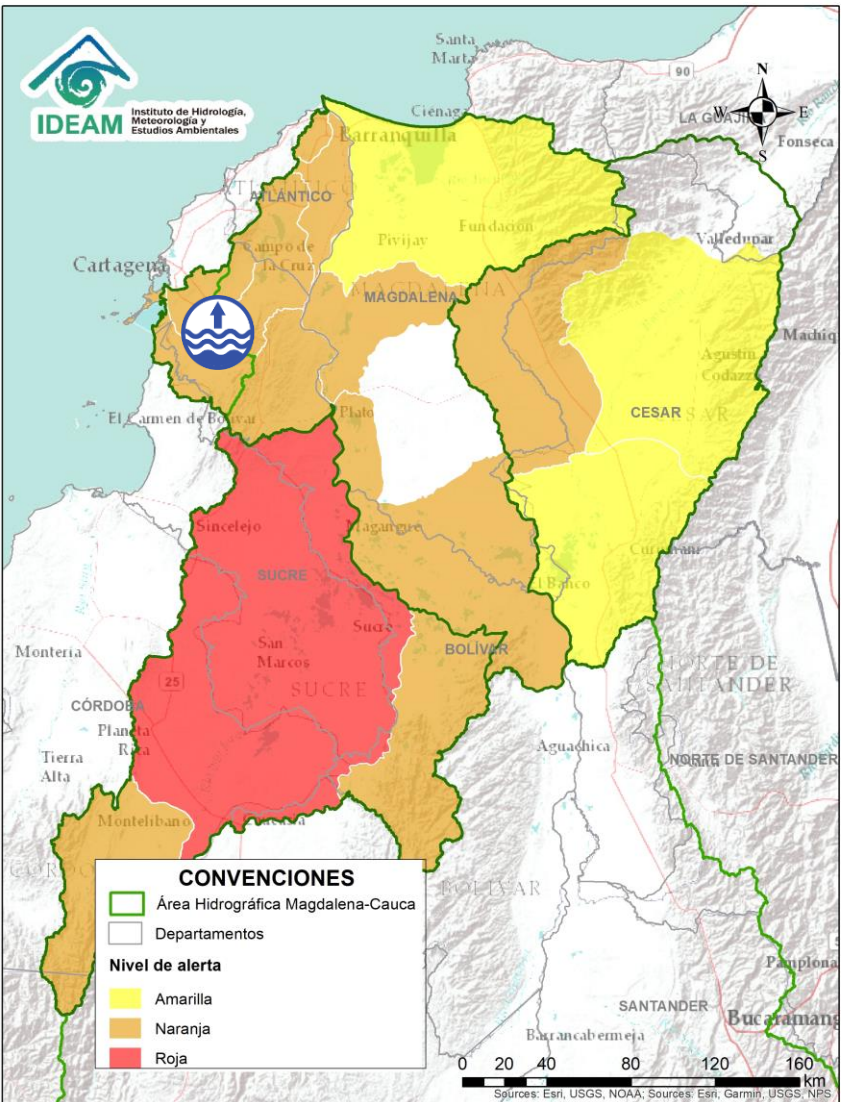 IDEAM
Instituto de Hidrología,
Meteorología y
Estudios Ambientales
Santa
Marta
90
N
W
E
S
LA GUAJIRA
Fonseca
Ciénaga
Barranquilla
ATLÁNTICO
Cartagena
Campo de
la Cruz
Pivijay
Fundación
Valledupar
MAGDALENA
MAGDALENA
Agustín
Codazzi
CESAR
El Carmen de Bolívar
Plato
Sincelejo
Magangué
SUCRE
El Banco
Sucre
San
Marcos
SUCRE
BOLÍVAR
Montería
25
CÓRDOBA
Planeta
Rica
Tierra
Alta
NORTE DE
SANTANDER
NORTE DE SANTANDER
Aguachica
Montelíbano
BOLÍVAR
Pamplona
SANTANDER
Barrancabermeja
CONVENCIONES
Área Hidrográfica Magdalena-Cauca
Departamentos
Nivel de alerta
Amarilla
Naranja
Roja
0 20 40 80 120 160
km
Sources: Esri, USGS, NOAA; Sources: Esri, Garmin, USGS, NPS